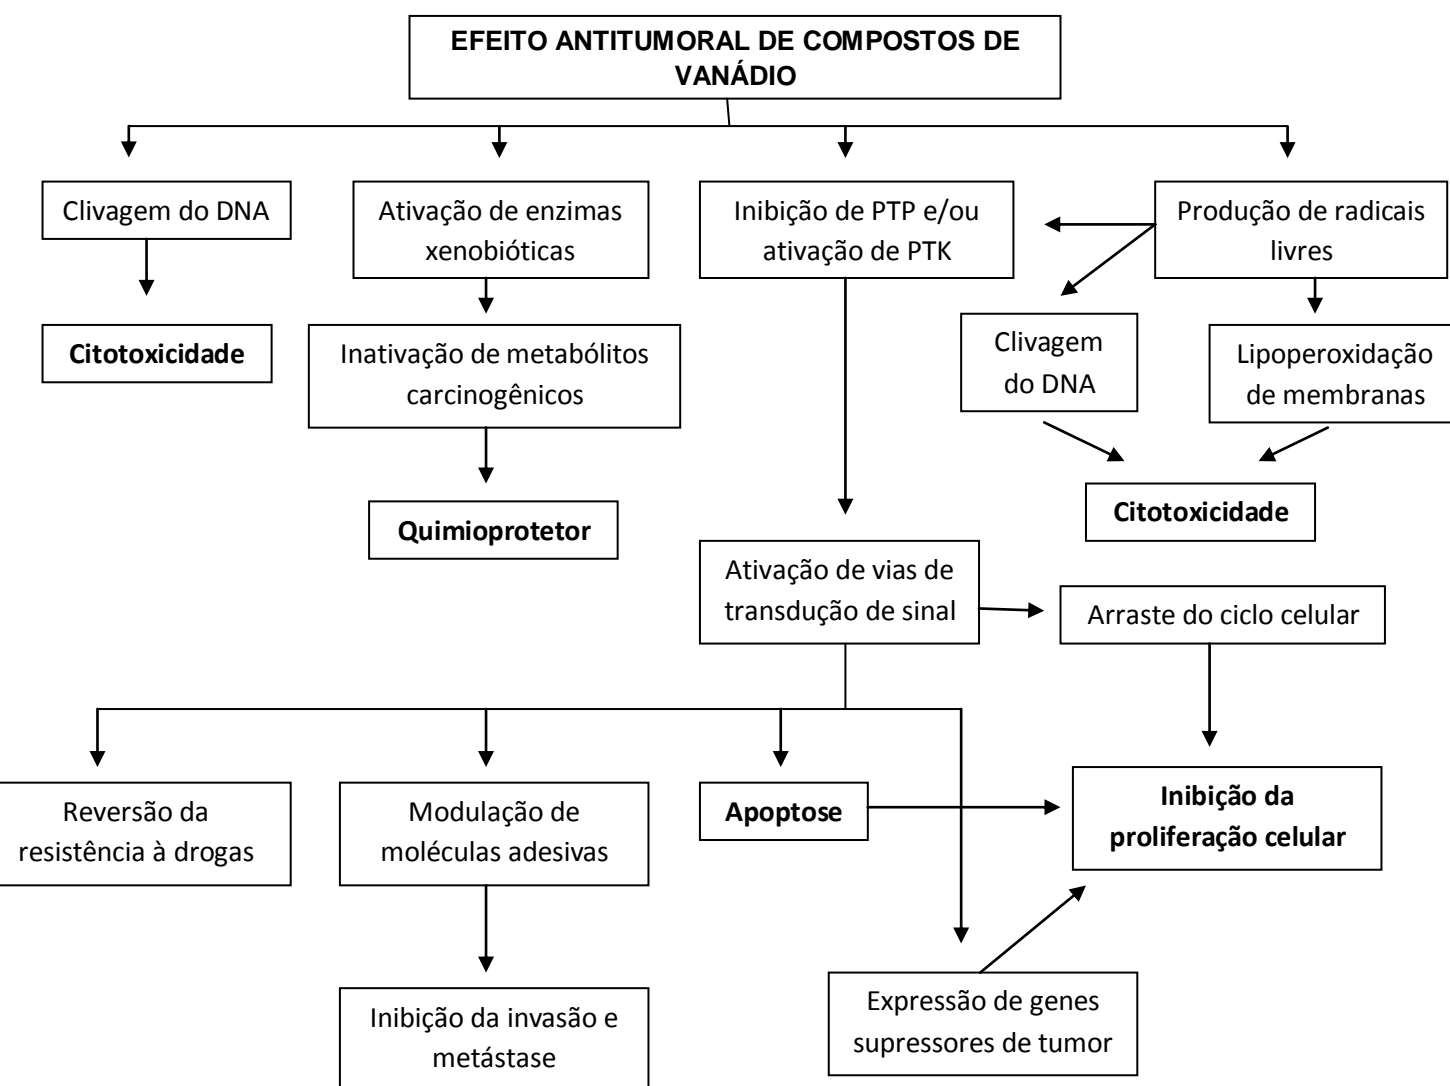 EFEITO ANTITUMORAL DE COMPOSTOS DE
VANÁDIO
Clivagem do DNA
Ativação de enzimas
xenobióticas
Inibição de PTP e/ou
ativação de PTK
Produção de radicais
livres
Citotoxicidade
Inativação de metabólitos
carcinogênicos
Clivagem
do DNA
Lipoperoxidação
de membranas
Quimioprotetor
Citotoxicidade
Ativação de vias de
transdução de sinal
Arraste do ciclo celular
Reversão da
resistência à drogas
Modulação de
moléculas adesivas
Apoptose
Inibição da
proliferação celular
Inibição da invasão e
metástase
Expressão de genes
supressores de tumor